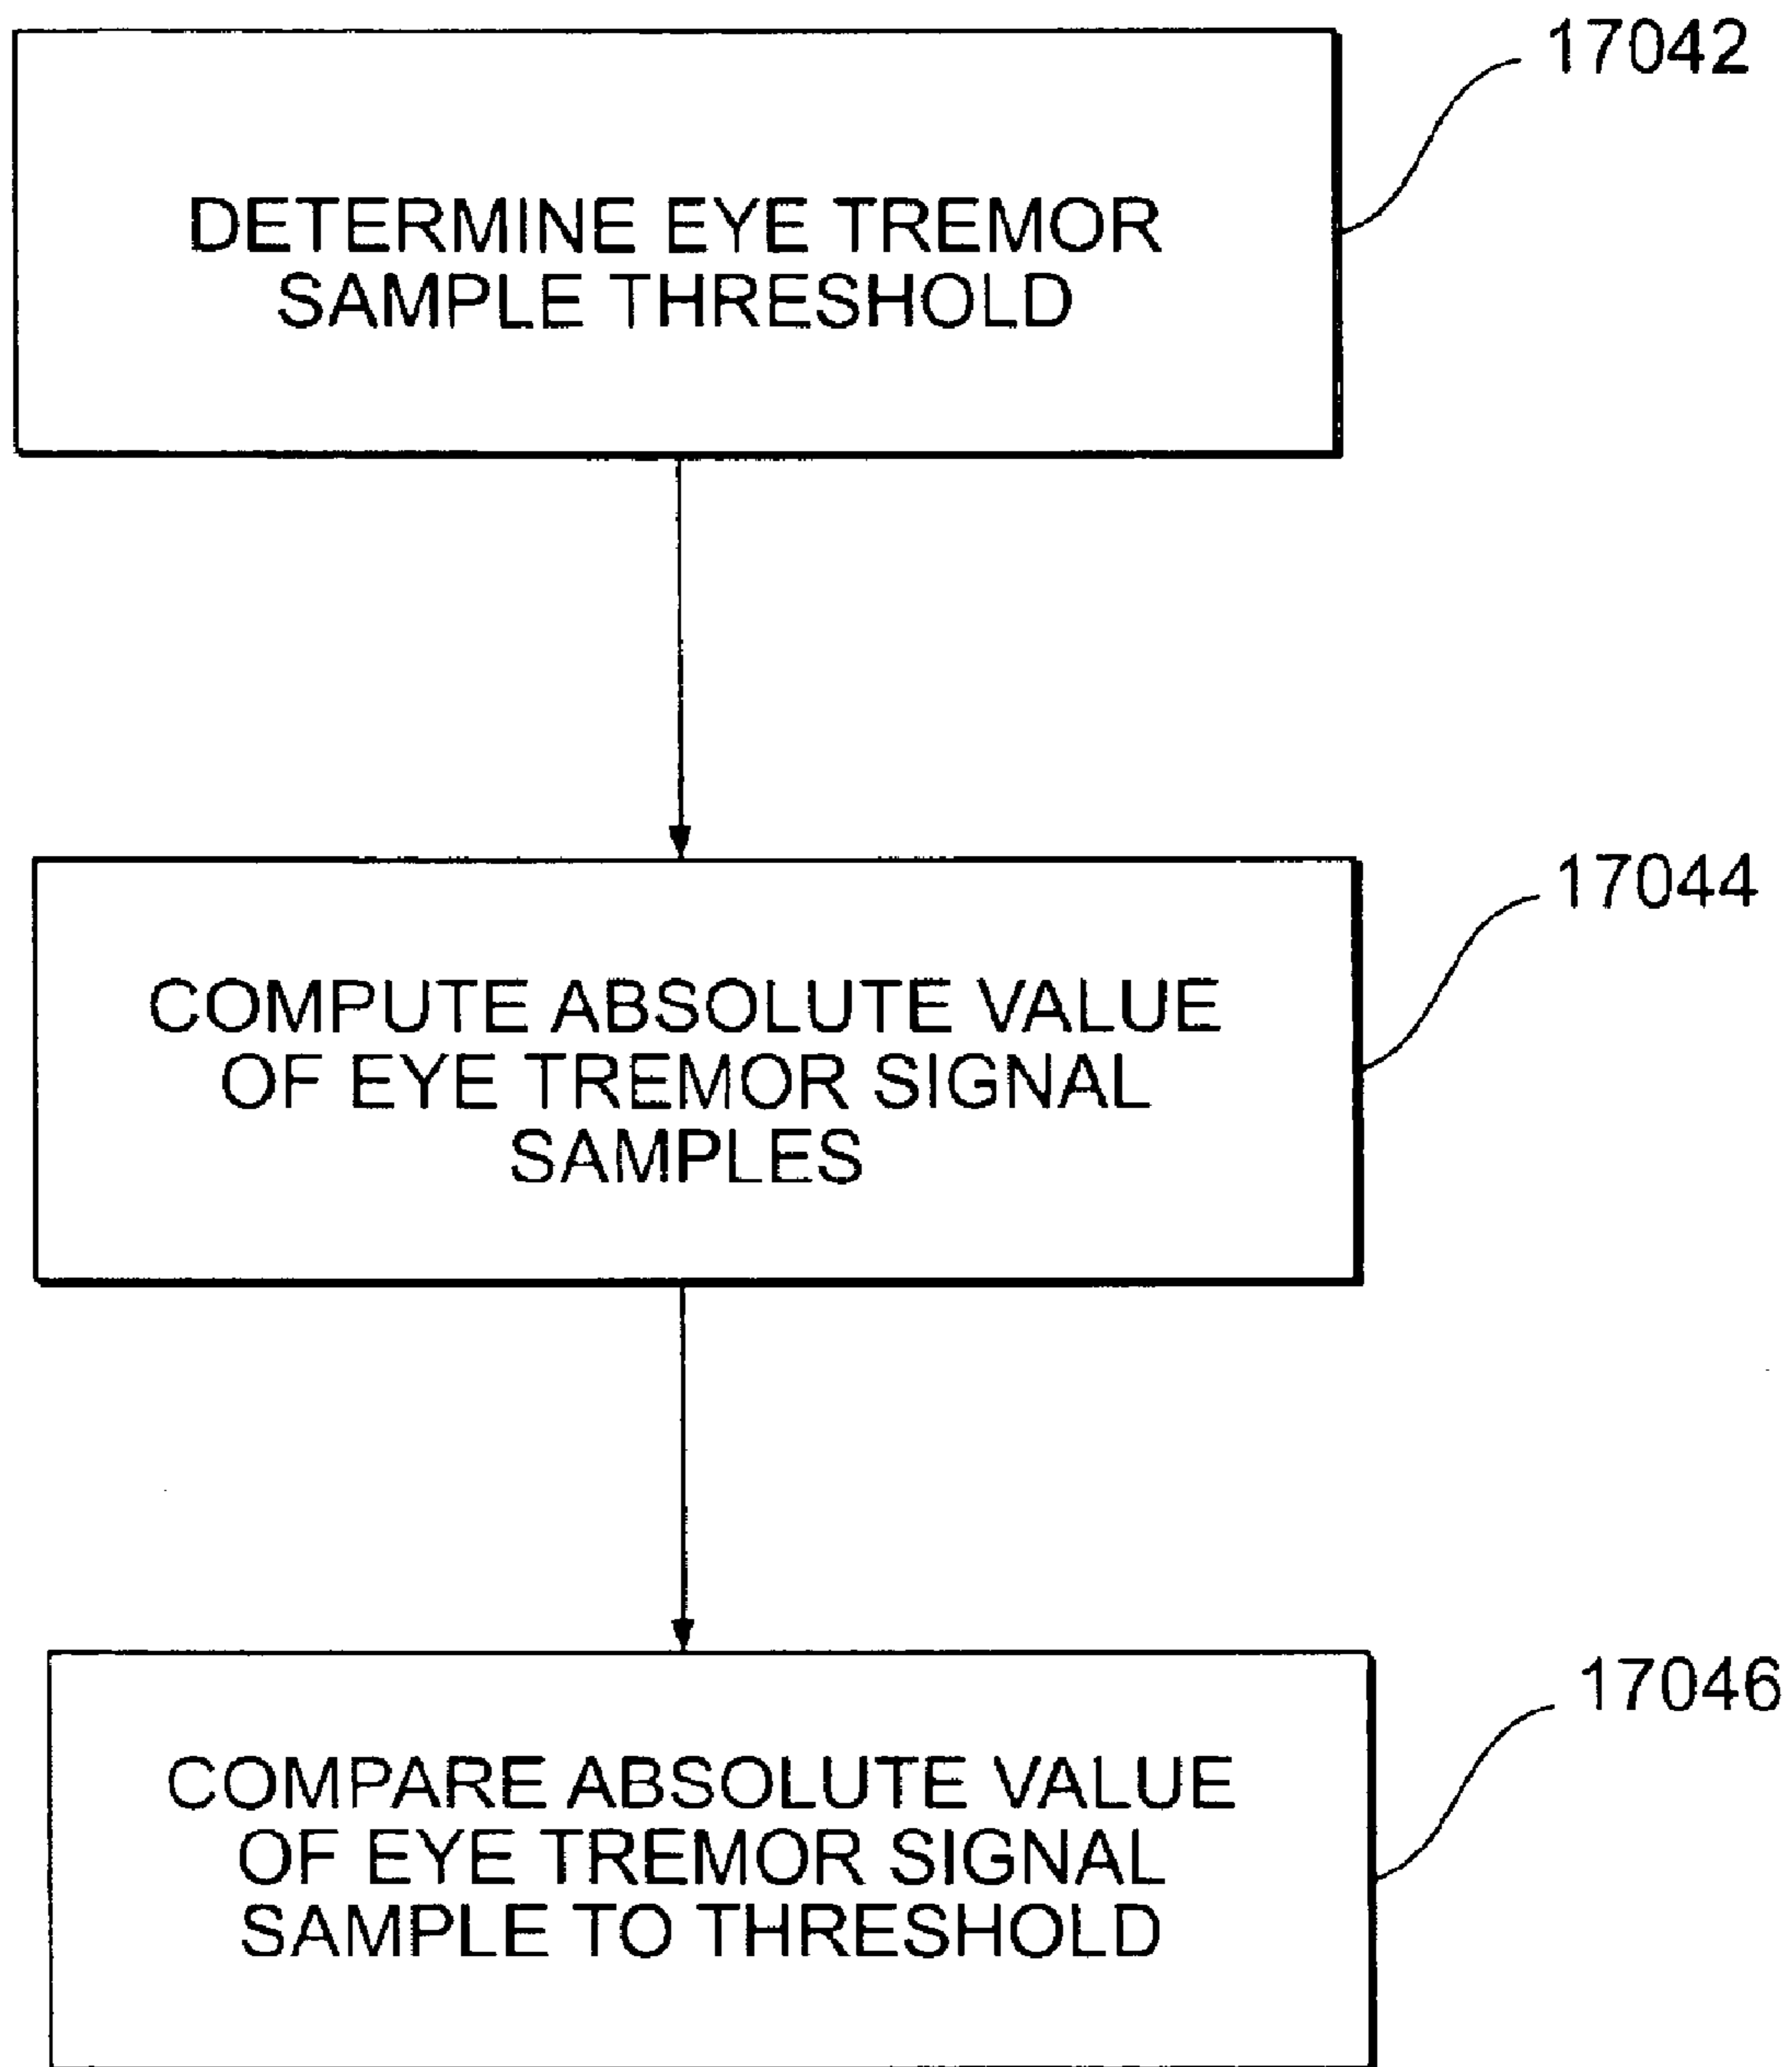 17042
DETERMINE EYE TREMOR
SAMPLE THRESHOLD
17044
COMPUTE ABSOLUTE VALUE
OF EYE TREMOR SIGNAL
SAMPLES
17046
COMPARE ABSOLUTE VALUE
OF EYE TREMOR SIGNAL
SAMPLE TO THRESHOLD